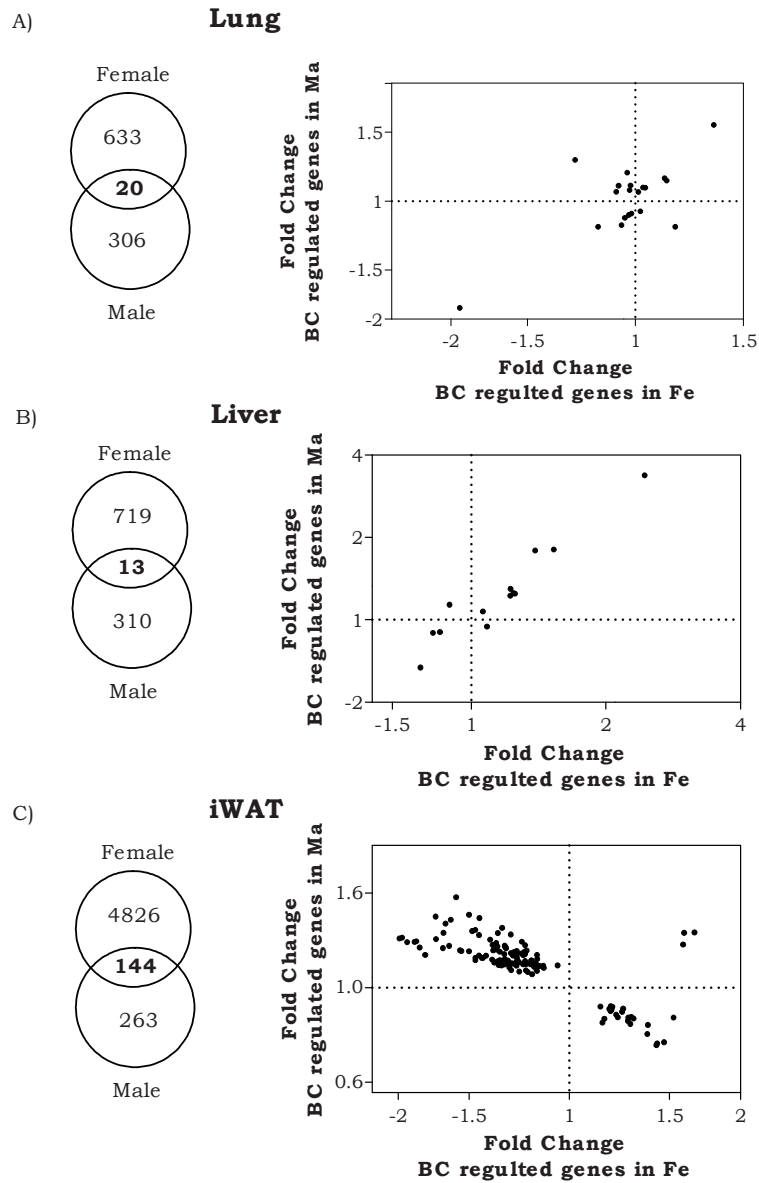 A)
Lung
Female
633
20
306
Male
Fold Change
BC regulated genes in Ma
1.5
1
-1.5
-2
-2
-1.5
1
1.5
Fold Change
BC regulted genes in Fe
B)
Liver
Female
719
13
310
Male
Fold Change
BC regulated genes in Ma
4
2
1
-2
-1.5
1
2
4
Fold Change
BC regulted genes in Fe
C)
iWAT
Female
4826
144
263
Male
Fold Change
BC regulated genes in Ma
1.6
1.0
0.6
-2
-1.5
1
1.5
2
Fold Change
BC regulted genes in Fe